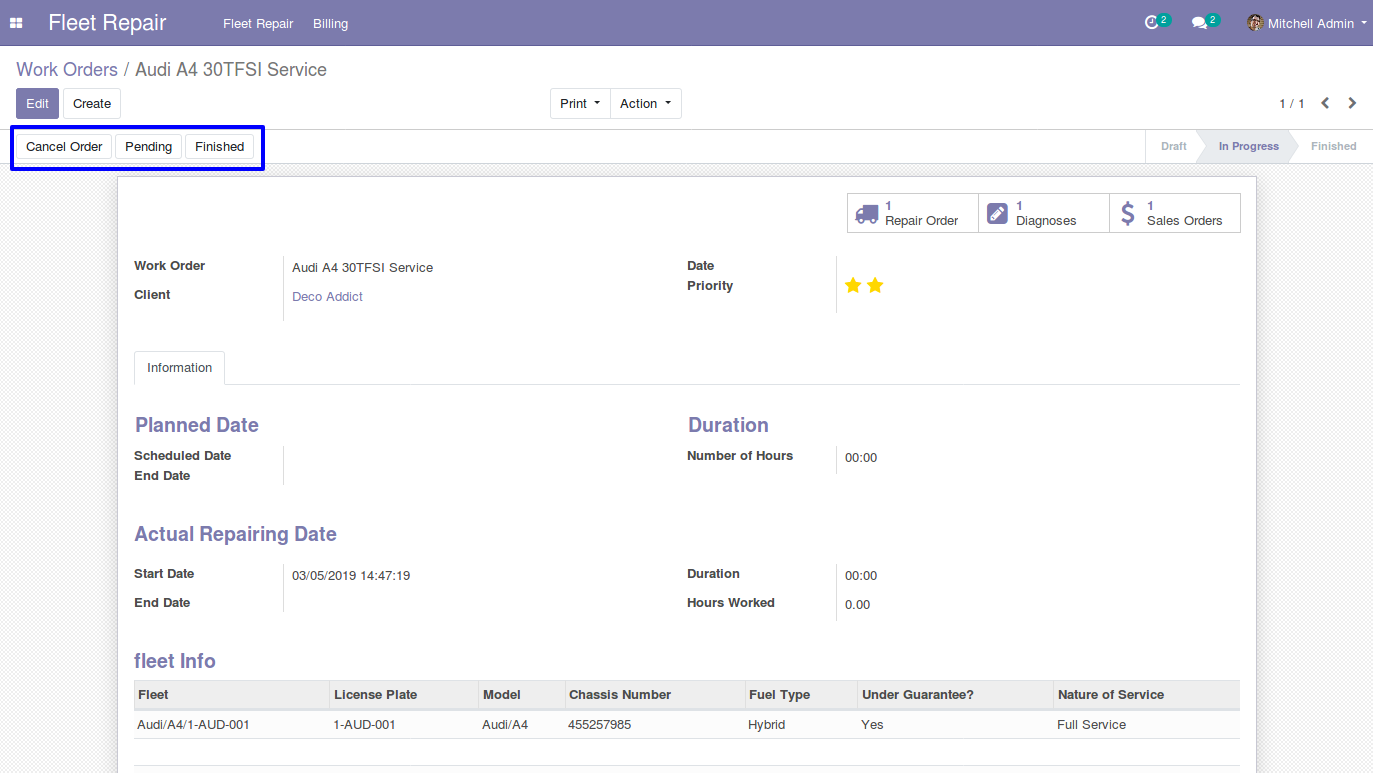 Fleet Repair Fleet Repair Billing 2 2 Mitchell Admin
Work Orders / Audi A4 30TFSI Service
Edit Create Print Action 1 / 1
Cancel Order Pending Finished Draft In Progress Finished
1 Repair Order 1 Diagnoses 1 Sales Orders
Work Order Audi A4 30TFSI Service Date
Client Deco Addict Priority
Information
Planned Date Duration
Scheduled Date Number of Hours 00:00
End Date
Actual Repairing Date
Start Date 03/05/2019 14:47:19 Duration 00:00
End Date Hours Worked 0.00
fleet Info
Fleet License Plate Model Chassis Number Fuel Type Under Guarantee? Nature of Service
Audi/A4/1-AUD-001 1-AUD-001 Audi/A4 455257985 Hybrid Yes Full Service